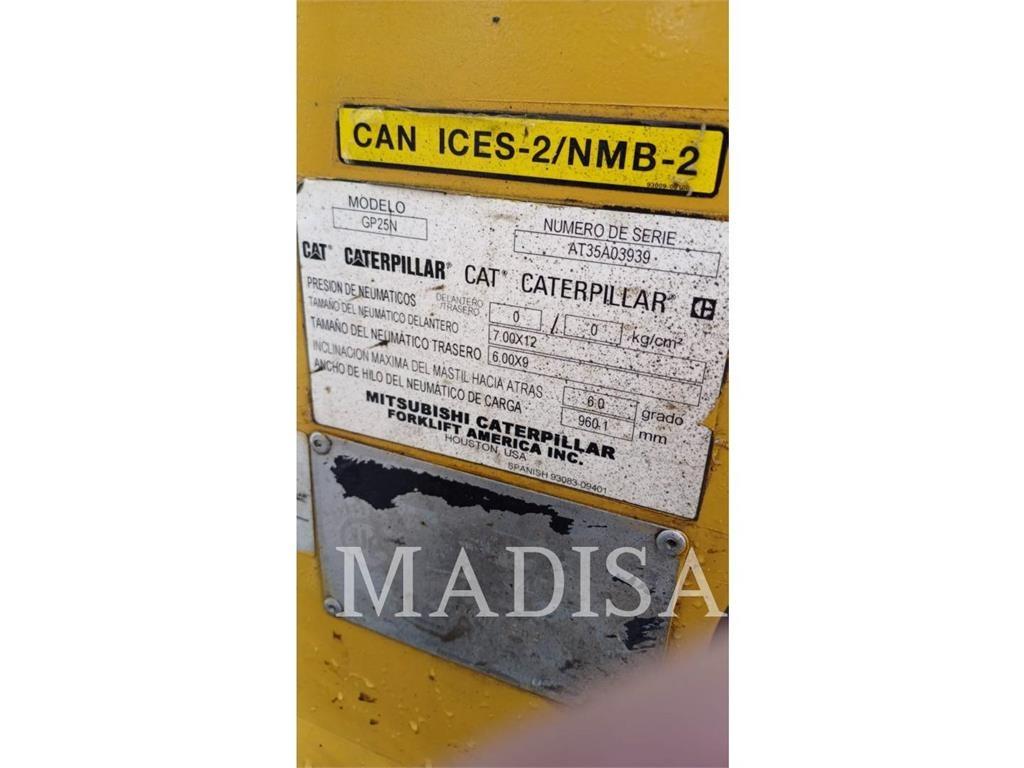 CAN ICES-2/NMB-2
MODELO
GP25N
NUMERO DE SERIE
AT35A03939
CAT CATERPILLAR CAT CATERPILLAR
PRESION DE NEUMATICOS DELANTERO /TRASERO 0 / 0 kg/cm²
TAMAÑO DEL NEUMÁTICO DELANTERO 7.00X12
TAMAÑO DEL NEUMÁTICO TRASERO 6.00X9
INCLINACION MAXIMA DEL MASTIL HACIA ATRAS 6.0 grado
ANCHO DE HILO DEL NEUMÁTICO DE CARGA 960.1 mm
MITSUBISHI CATERPILLAR
FORKLIFT AMERICA INC.
HOUSTON, USA
SPANISH 93083-09401
MADISA